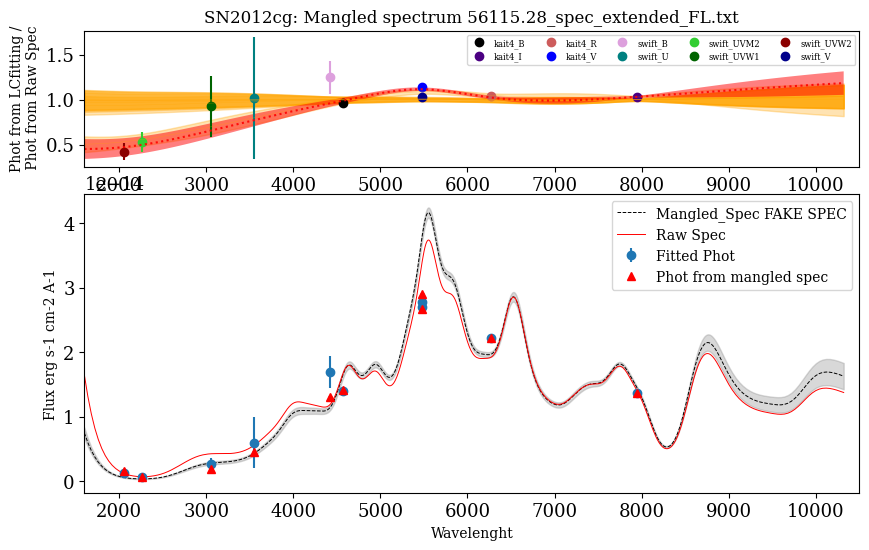 SN2012cg: Mangled spectrum 56115.28_spec_extended_FL.txt
Phot from LCfitting /
Phot from Raw Spec
1.5
1.0
0.5
kait4_B kait4_R swift_B swift_UVM2 swift_UVW2
kait4_I kait4_V swift_U swift_UVW1 swift_V
2000 3000 4000 5000 6000 7000 8000 9000 10000
1e−14
Flux erg s-1 cm-2 A-1
4
3
2
1
0
Mangled_Spec FAKE SPEC
Raw Spec
Fitted Phot
Phot from mangled spec
2000 3000 4000 5000 6000 7000 8000 9000 10000
Wavelenght